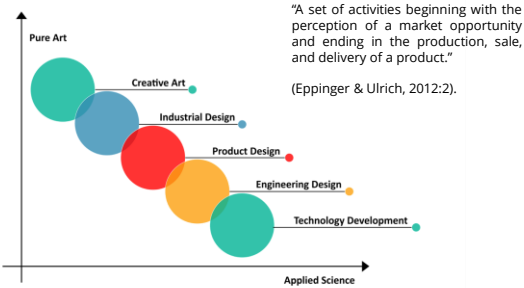 “A set of activities beginning with the
perception of a market opportunity
and ending in the production, sale,
and delivery of a product.”
(Eppinger & Ulrich, 2012:2).
Pure Art
Creative Art
Industrial Design
Product Design
Engineering Design
Technology Development
Applied Science